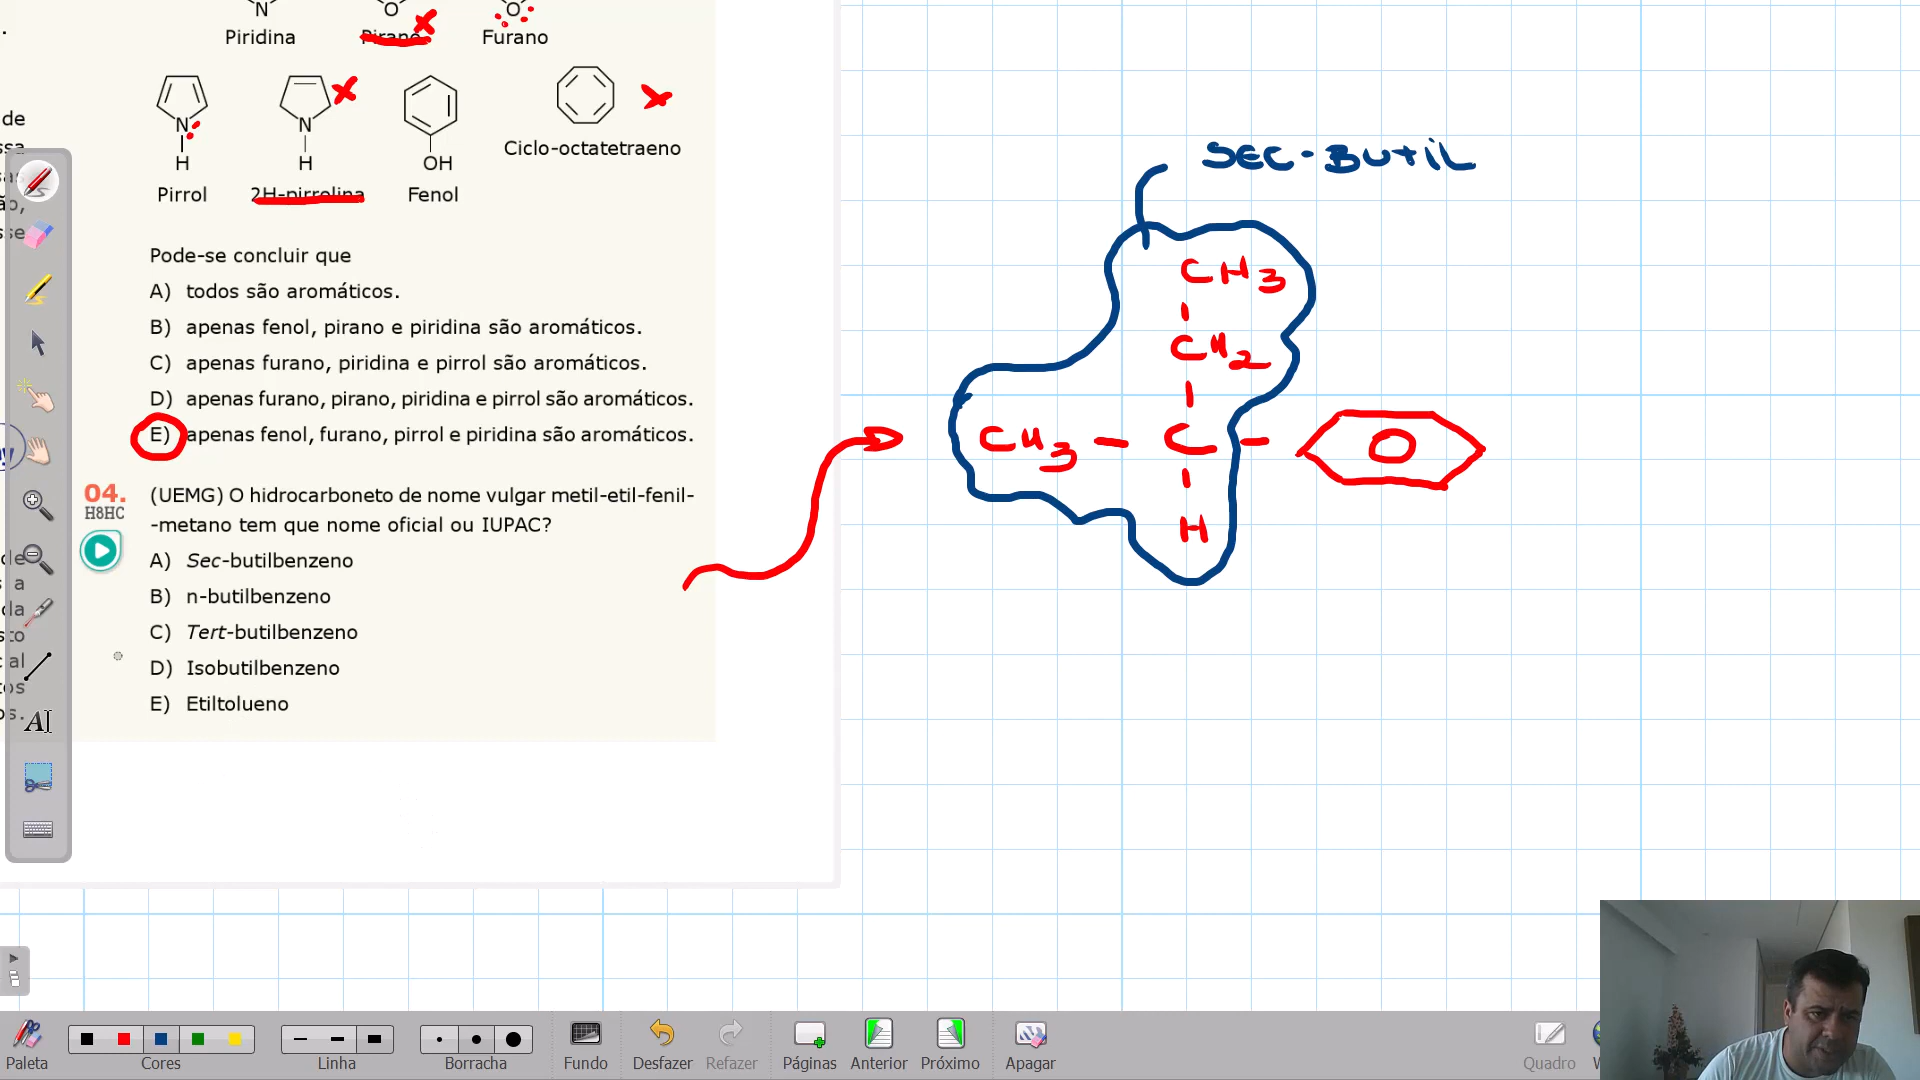 N
O
O
Piridina
Pirano
Furano
N
H
Pirrol
N
H
2H-pirrolina
OH
Fenol
Ciclo-octatetraeno
de
Pode-se concluir que
A) todos são aromáticos.
B) apenas fenol, pirano e piridina são aromáticos.
C) apenas furano, piridina e pirrol são aromáticos.
D) apenas furano, pirano, piridina e pirrol são aromáticos.
E) apenas fenol, furano, pirrol e piridina são aromáticos.
04.
H8HC
(UEMG) O hidrocarboneto de nome vulgar metil-etil-fenil-
-metano tem que nome oficial ou IUPAC?
A) Sec-butilbenzeno
B) n-butilbenzeno
C) Tert-butilbenzeno
D) Isobutilbenzeno
E) Etiltolueno
SEC-BUTIL
CH3
CH2
CH3 - C -
H
Paleta
Cores
Linha
Borracha
Fundo
Desfazer
Refazer
Páginas
Anterior
Próximo
Apagar
Quadro